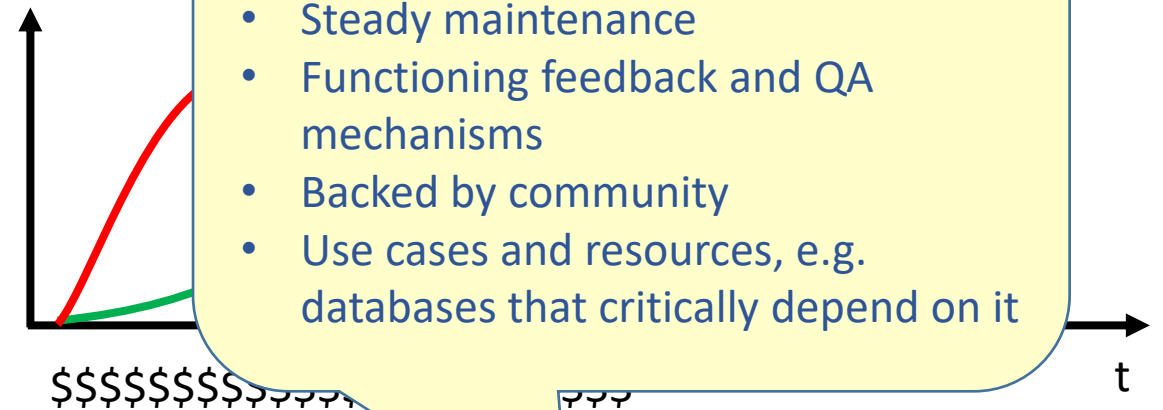 • Steady maintenance
• Functioning feedback and QA
mechanisms
• Backed by community
• Use cases and resources, e.g.
databases that critically depend on it
t
$$$$$$$$$$$$$ $$$